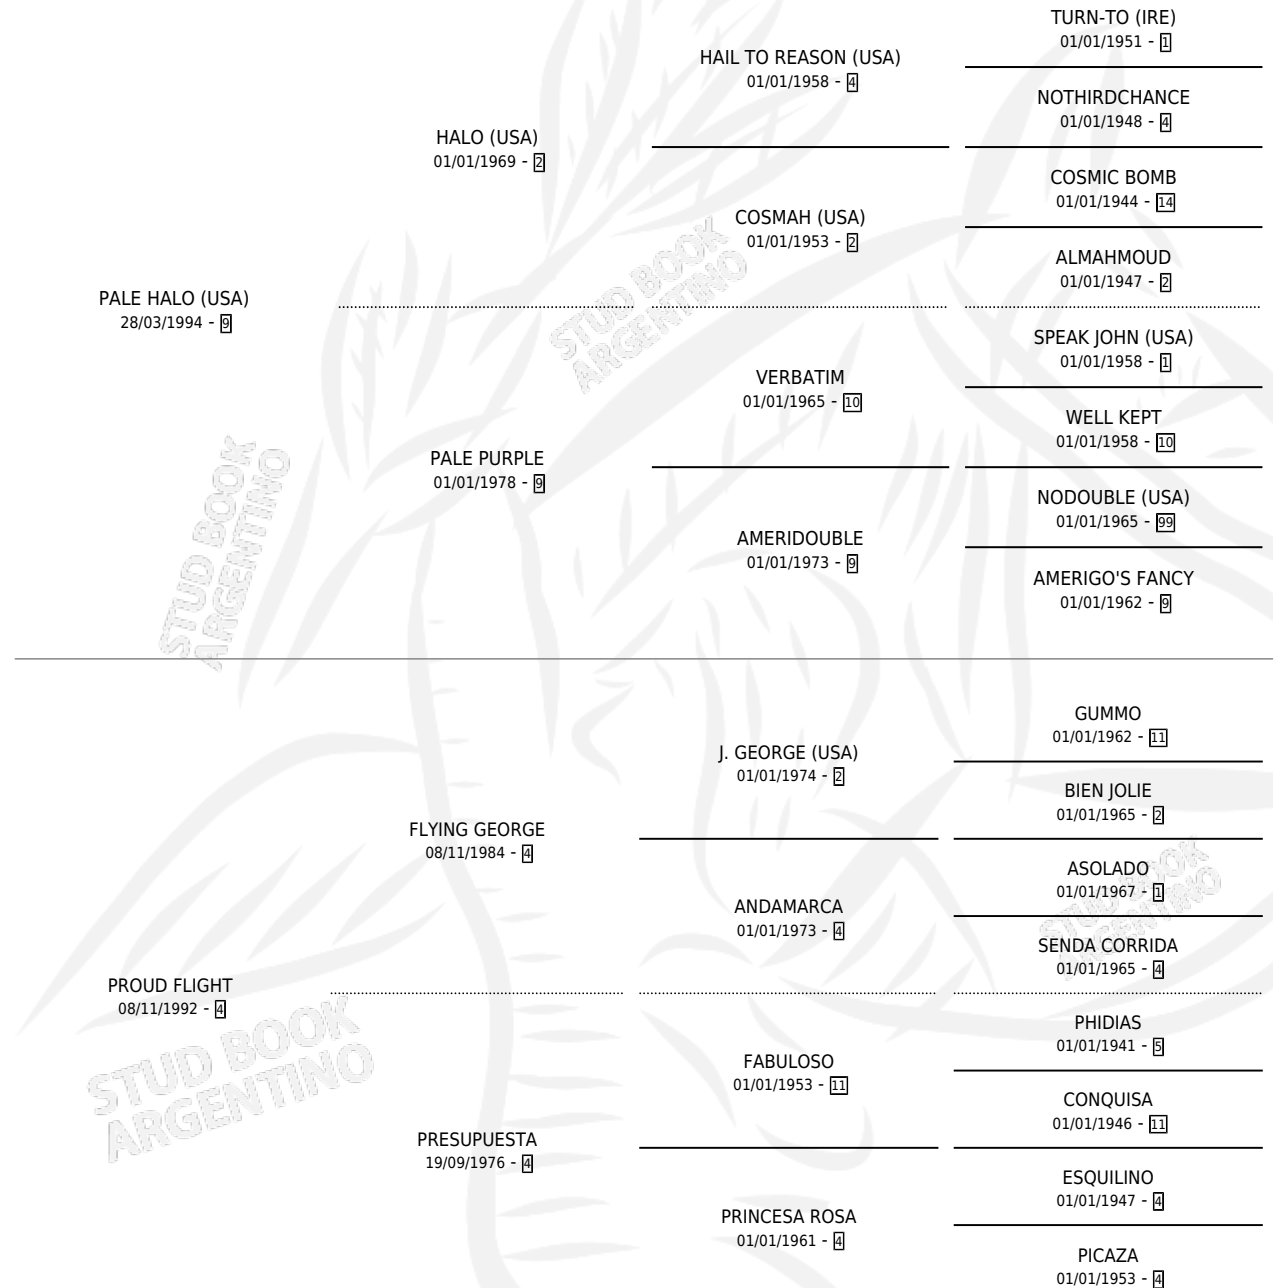 TURN-TO (IRE)
01/01/1951 - 1
HAIL TO REASON (USA)
01/01/1958 - 4
NOTHIRDCHANCE
01/01/1948 - 4
HALO (USA)
01/01/1969 - 2
COSMIC BOMB
01/01/1944 - 14
COSMAH (USA)
01/01/1953 - 2
ALMAHMOUD
01/01/1947 - 2
PALE HALO (USA)
28/03/1994 - 9
SPEAK JOHN (USA)
01/01/1958 - 1
VERBATIM
01/01/1965 - 10
WELL KEPT
01/01/1958 - 10
PALE PURPLE
01/01/1978 - 9
NODOUBLE (USA)
01/01/1965 - 99
AMERIDOUBLE
01/01/1973 - 9
AMERIGO'S FANCY
01/01/1962 - 9
STUD BOOK
ARGENTINO
STUD BOOK
ARGENTINO
GUMMO
01/01/1962 - 11
J. GEORGE (USA)
01/01/1974 - 2
BIEN JOLIE
01/01/1965 - 2
FLYING GEORGE
08/11/1984 - 4
ASOLADO
01/01/1967 - 1
ANDAMARCA
01/01/1973 - 4
SENDA CORRIDA
01/01/1965 - 4
STUD BOOK
ARGENTINO
PROUD FLIGHT
08/11/1992 - 4
PHIDIAS
01/01/1941 - 5
FABULOSO
01/01/1953 - 11
CONQUISA
01/01/1946 - 11
PRESUPUESTA
19/09/1976 - 4
ESQUILINO
01/01/1947 - 4
PRINCESA ROSA
01/01/1961 - 4
PICAZA
01/01/1953 - 4
STUD BOOK
ARGENTINO